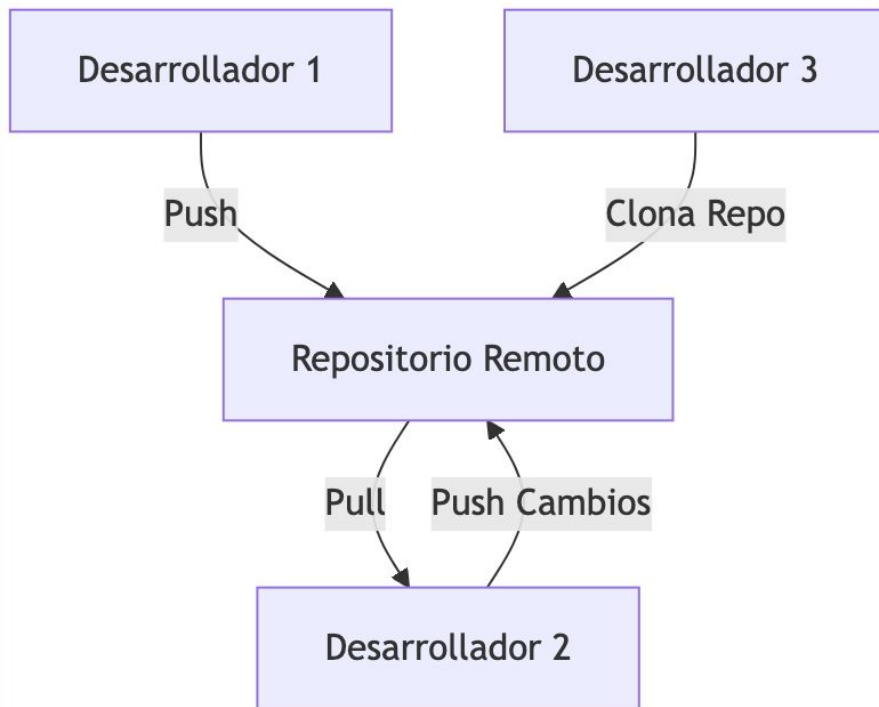 Desarrollador 1
Desarrollador 3
Push
Clona Repo
Repositorio Remoto
Pull
Push Cambios
Desarrollador 2